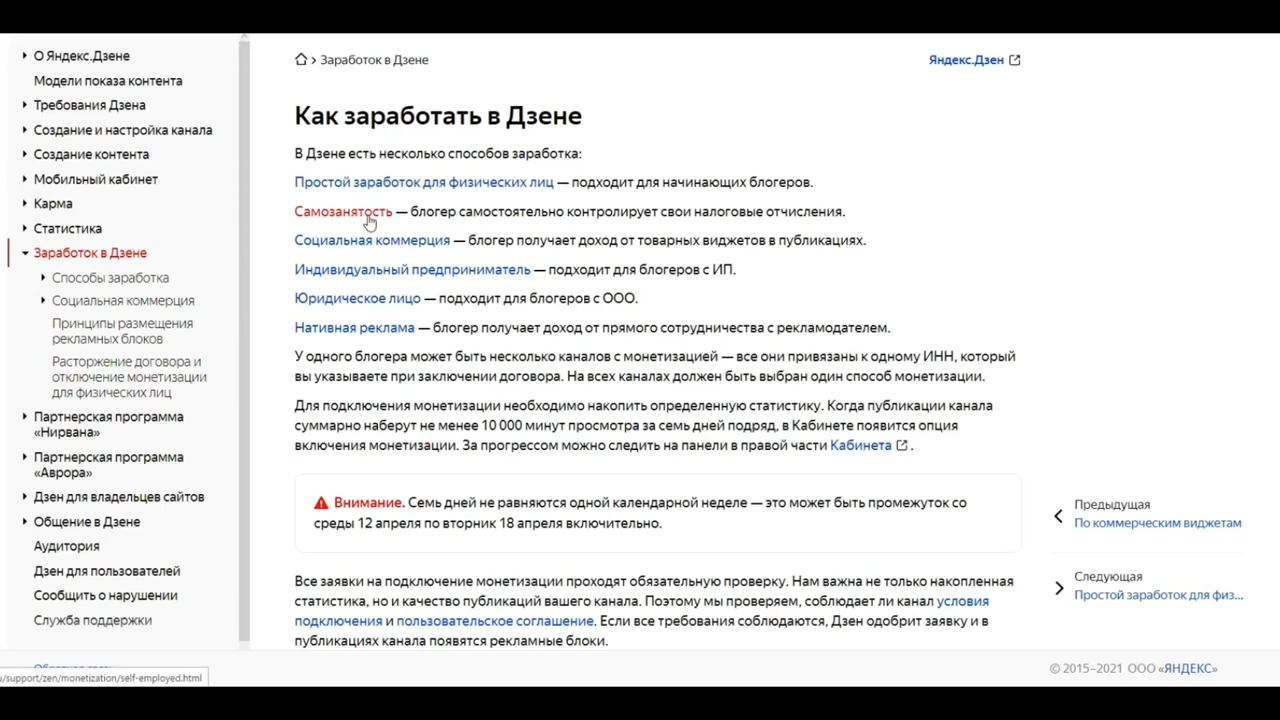 О Яндекс.Дзене
Модели показа контента
Требования Дзена
Создание и настройка канала
Создание контента
Мобильный кабинет
Карма
Статистика
Заработок в Дзене
Способы заработка
Социальная коммерция
Принципы размещения
рекламных блоков
Расторжение договора и
отключение монетизации
для физических лиц
Партнерская программа
«Нирвана»
Партнерская программа
«Аврора»
Дзен для владельцев сайтов
Общение в Дзене
Аудитория
Дзен для пользователей
Сообщить о нарушении
Служба поддержки
u/support/zen/monetization/self-employed.html
Заработок в Дзене
Яндекс.Дзен
Как заработать в Дзене
В Дзене есть несколько способов заработка:
Простой заработок для физических лиц — подходит для начинающих блогеров.
Самозанятость — блогер самостоятельно контролирует свои налоговые отчисления.
Социальная коммерция — блогер получает доход от товарных виджетов в публикациях.
Индивидуальный предприниматель — подходит для блогеров с ИП.
Юридическое лицо — подходит для блогеров с ООО.
Нативная реклама — блогер получает доход от прямого сотрудничества с рекламодателем.
У одного блогера может быть несколько каналов с монетизацией — все они привязаны к одному ИНН, который
вы указываете при заключении договора. На всех каналах должен быть выбран один способ монетизации.
Для подключения монетизации необходимо накопить определенную статистику. Когда публикации канала
суммарно наберут не менее 10 000 минут просмотра за семь дней подряд, в Кабинете появится опция
включения монетизации. За прогрессом можно следить на панели в правой части Кабинета.
Внимание. Семь дней не равняются одной календарной неделе — это может быть промежуток со
среды 12 апреля по вторник 18 апреля включительно.
Все заявки на подключение монетизации проходят обязательную проверку. Нам важна не только накопленная
статистика, но и качество публикаций вашего канала. Поэтому мы проверяем, соблюдает ли канал условия
подключения и пользовательское соглашение. Если все требования соблюдаются, Дзен одобрит заявку и в
публикациях канала появятся рекламные блоки.
Предыдущая
По коммерческим виджетам
Следующая
Простой заработок для физ...
© 2015–2021 ООО «ЯНДЕКС»